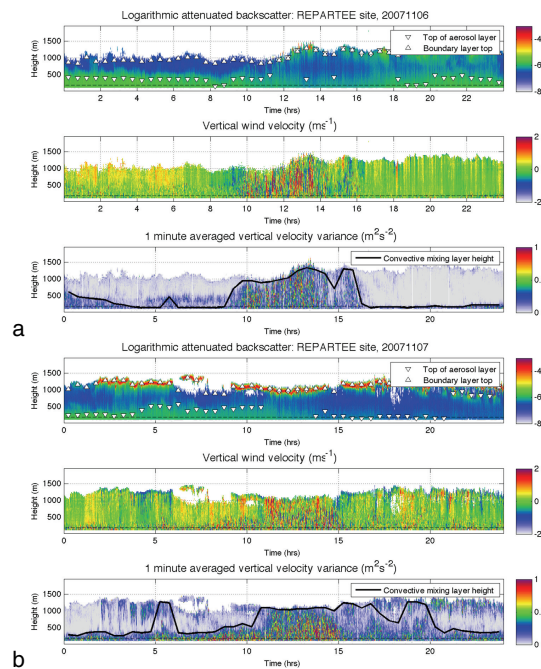 Logarithmic attenuated backscatter: REPARTEE site, 20071106
Height (m)
1500
1000
500
▽ Top of aerosol layer
△ Boundary layer top
-4
-6
-8
2 4 6 8 10 12 14 16 18 20 22
Time (hrs)
Vertical wind velocity (ms-1)
Height (m)
1500
1000
500
2
0
-2
2 4 6 8 10 12 14 16 18 20 22
Time (hrs)
1 minute averaged vertical velocity variance (m2s-2)
Height (m)
1500
1000
500
Convective mixing layer height
1
0
0 5 10 15 20
Time (hrs)
a
Logarithmic attenuated backscatter: REPARTEE site, 20071107
Height (m)
1500
1000
500
▽ Top of aerosol layer
△ Boundary layer top
-4
-6
-8
0 5 10 15 20
Time (hrs)
Vertical wind velocity (ms-1)
Height (m)
1500
1000
500
2
0
-2
0 5 10 15 20
Time (hrs)
1 minute averaged vertical velocity variance (m2s-2)
Height (m)
1500
1000
500
Convective mixing layer height
1
0
0 5 10 15 20
Time (hrs)
b